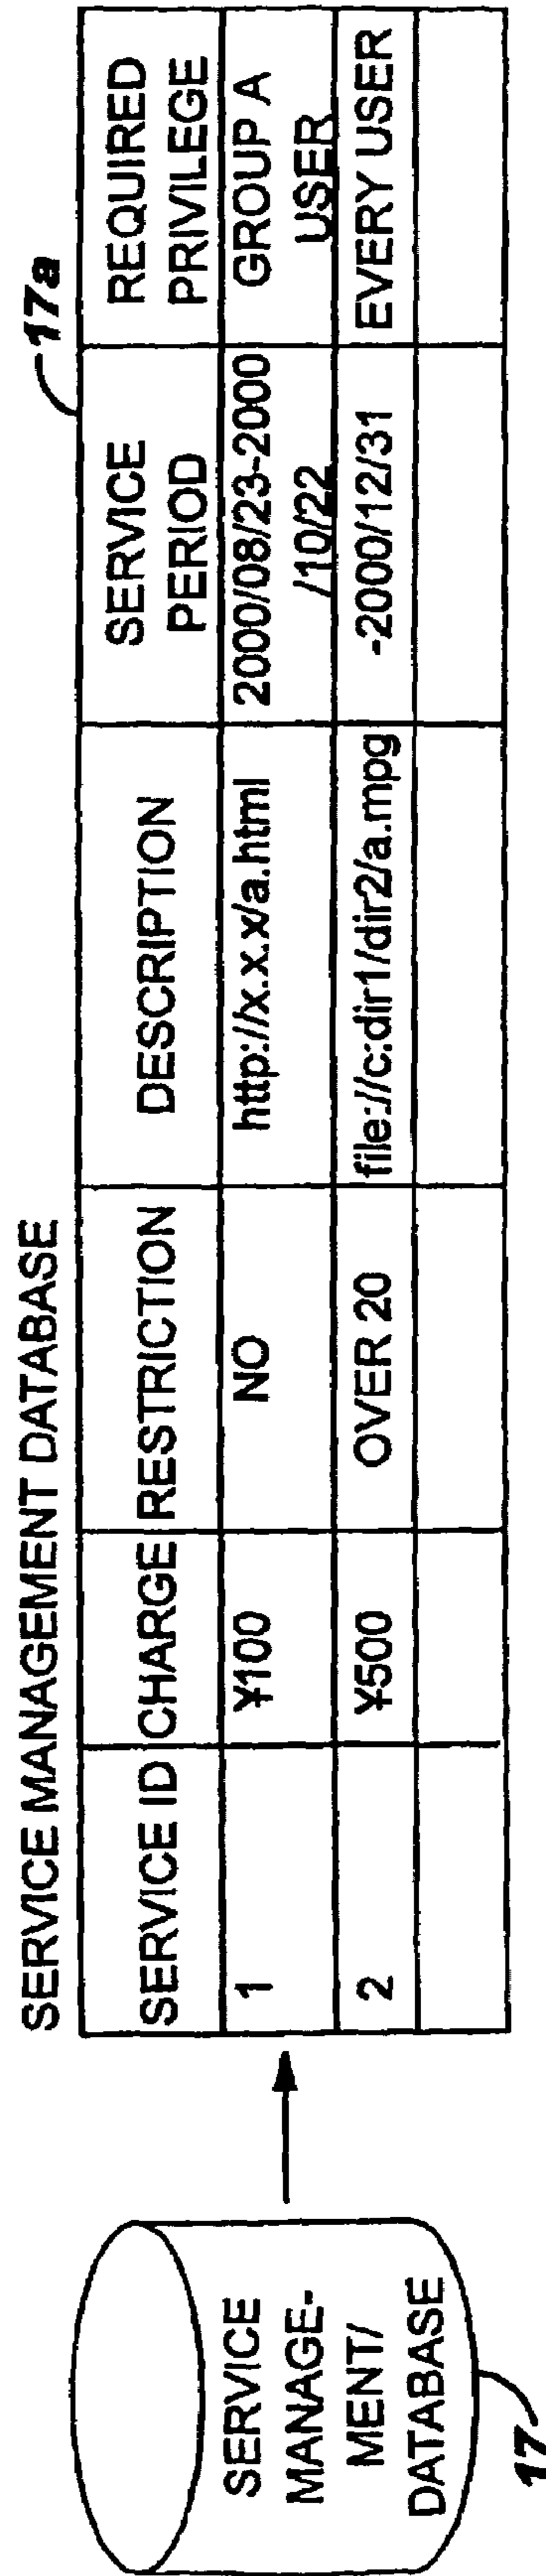 SERVICE MANAGEMENT DATABASE
17a
SERVICE ID CHARGE RESTRICTION DESCRIPTION SERVICE PERIOD REQUIRED PRIVILEGE
1 ¥100 NO http://x.x.x/a.html 2000/08/23-2000 /10/22 GROUP A USER
2 ¥500 OVER 20 file://c:dir1/dir2/a.mpg -2000/12/31 EVERY USER
SERVICE
MANAGE-
MENT/
DATABASE
17